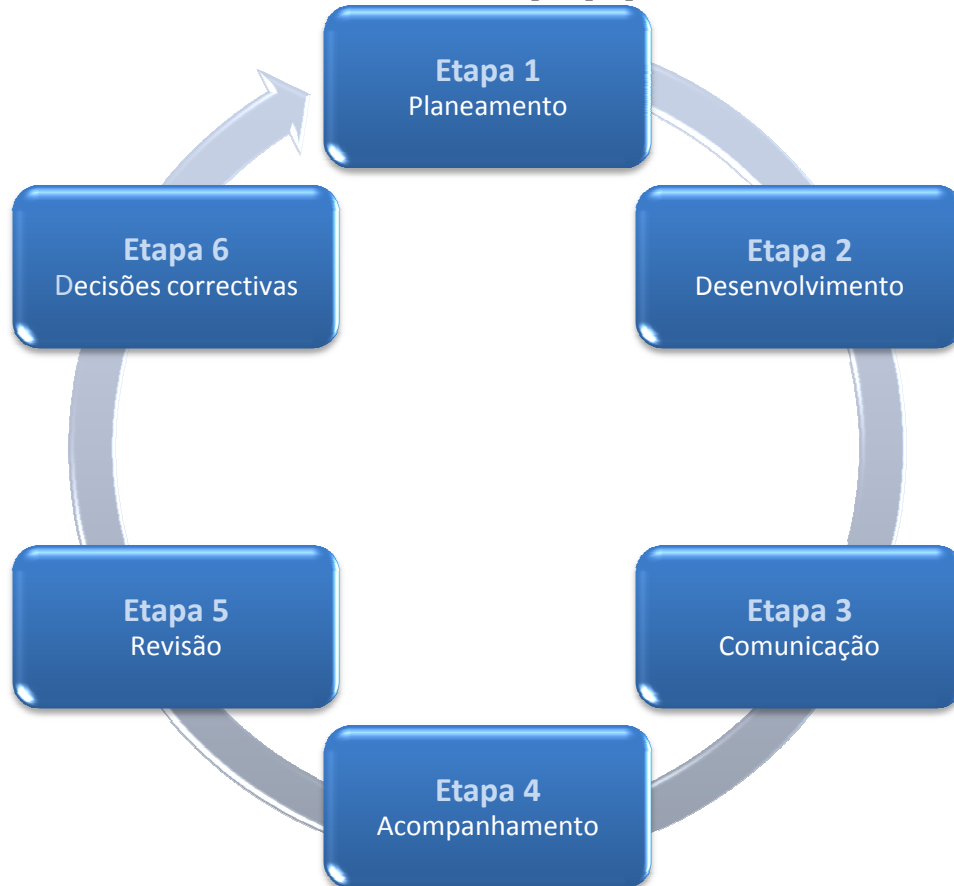 Etapa 1
Planeamento
Etapa 2
Desenvolvimento
Etapa 3
Comunicação
Etapa 4
Acompanhamento
Etapa 5
Revisão
Etapa 6
Decisões correctivas